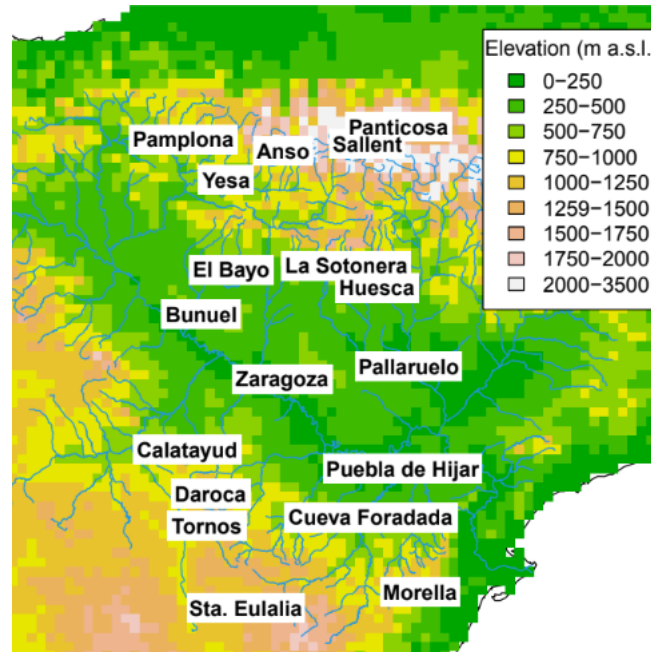 Elevation (m a.s.l.
0−250
250−500
500−750
750−1000
1000−1250
1259−1500
1500−1750
1750−2000
2000−3500
Panticosa
Pamplona
Sallent
Anso
Yesa
La Sotonera
El Bayo
Huesca
Bunuel
Pallaruelo
Zaragoza
Calatayud
Puebla de Hijar
Daroca
Cueva Foradada
Tornos
Morella
Sta. Eulalia